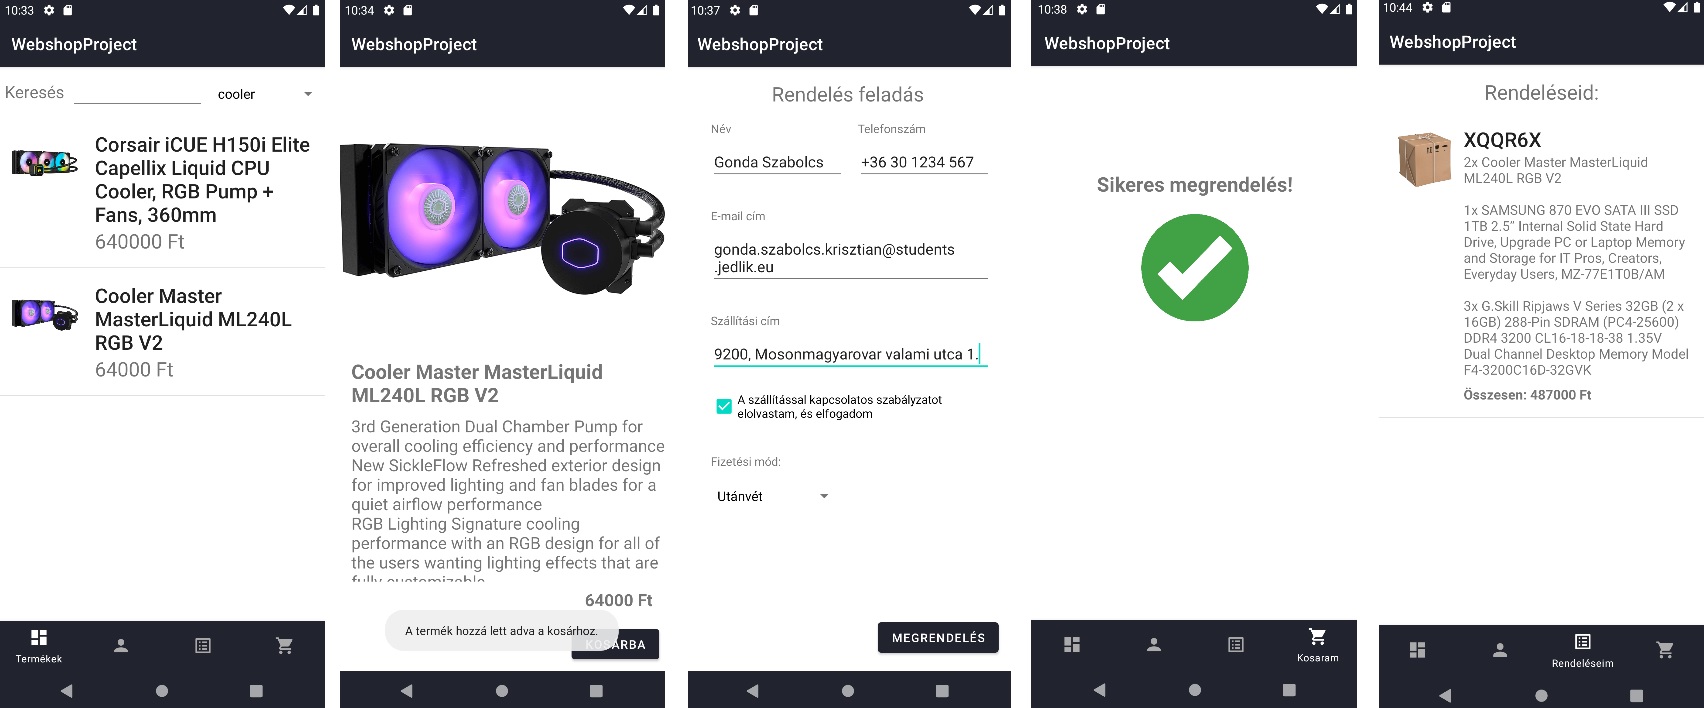 10:33
WebshopProject
Keresés
cooler
Corsair iCUE H150i Elite
Capellix Liquid CPU
Cooler, RGB Pump +
Fans, 360mm
640000 Ft
Cooler Master
MasterLiquid ML240L
RGB V2
64000 Ft
Termékek
10:34
WebshopProject
Cooler Master MasterLiquid
ML240L RGB V2
3rd Generation Dual Chamber Pump for
overall cooling efficiency and performance
New SickleFlow Refreshed exterior design
for improved lighting and fan blades for a
quiet airflow performance
RGB Lighting Signature cooling
performance with an RGB design for all of
the users wanting lighting effects that are
fully customizable
64000 Ft
A termék hozzá lett adva a kosárhoz.
KOSÁRBA
10:37
WebshopProject
Rendelés feladás
Név
Telefonszám
Gonda Szabolcs
+36 30 1234 567
E-mail cím
gonda.szabolcs.krisztian@students
.jedlik.eu
Szállítási cím
9200, Mosonmagyarovar valami utca 1.
A szállítással kapcsolatos szabályzatot
elolvastam, és elfogadom
Fizetési mód:
Utánvét
MEGRENDELÉS
10:38
WebshopProject
Sikeres megrendelés!
Kosaram
10:44
WebshopProject
Rendeléseid:
XQQR6X
2x Cooler Master MasterLiquid
ML240L RGB V2
1x SAMSUNG 870 EVO SATA III SSD
1TB 2.5” Internal Solid State Hard
Drive, Upgrade PC or Laptop Memory
and Storage for IT Pros, Creators,
Everyday Users, MZ-77E1T0B/AM
3x G.Skill Ripjaws V Series 32GB (2 x
16GB) 288-Pin SDRAM (PC4-25600)
DDR4 3200 CL16-18-18-38 1.35V
Dual Channel Desktop Memory Model
F4-3200C16D-32GVK
Összesen: 487000 Ft
Rendeléseim